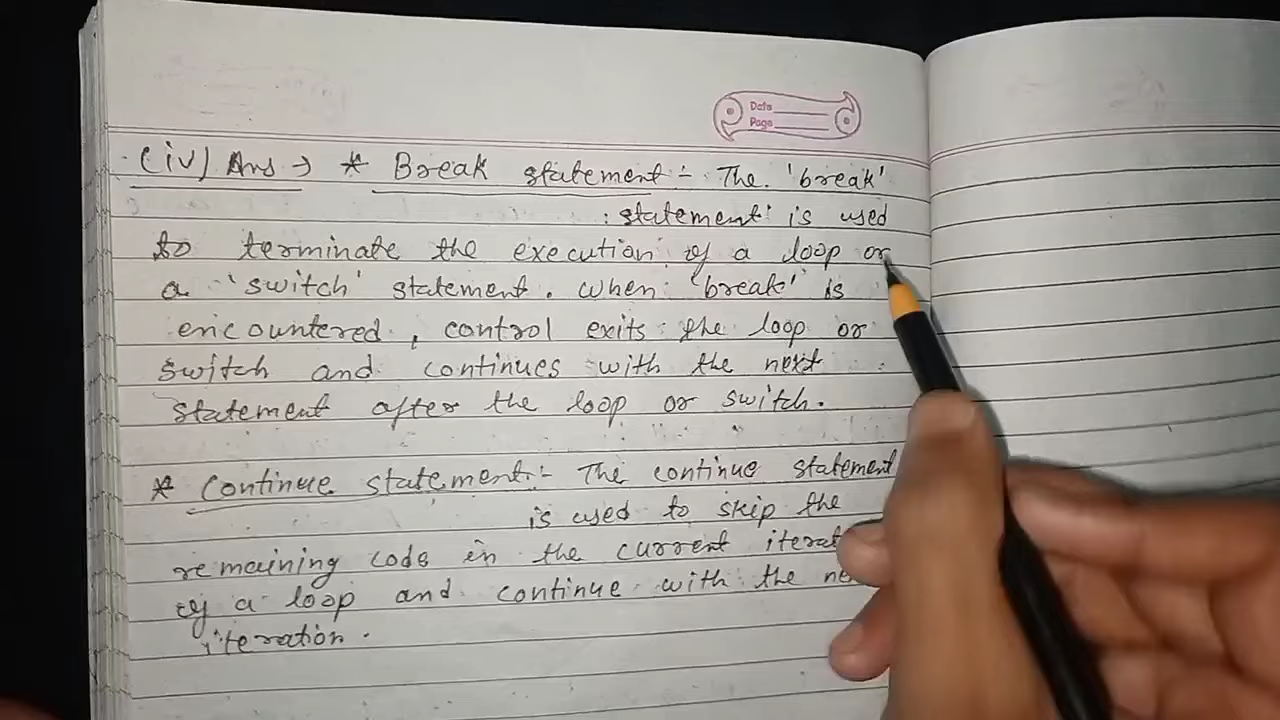 Date
Page
(iv) Ans → * Break statement :- The 'break'
statement is used
to terminate the execution of a loop or
a 'switch' statement. When 'break' is
encountered, control exits the loop or
switch and continues with the next
statement after the loop or switch.
* Continue statement :- The continue statement
is used to skip the
remaining code in the current
of a loop and continue with the
iteration.